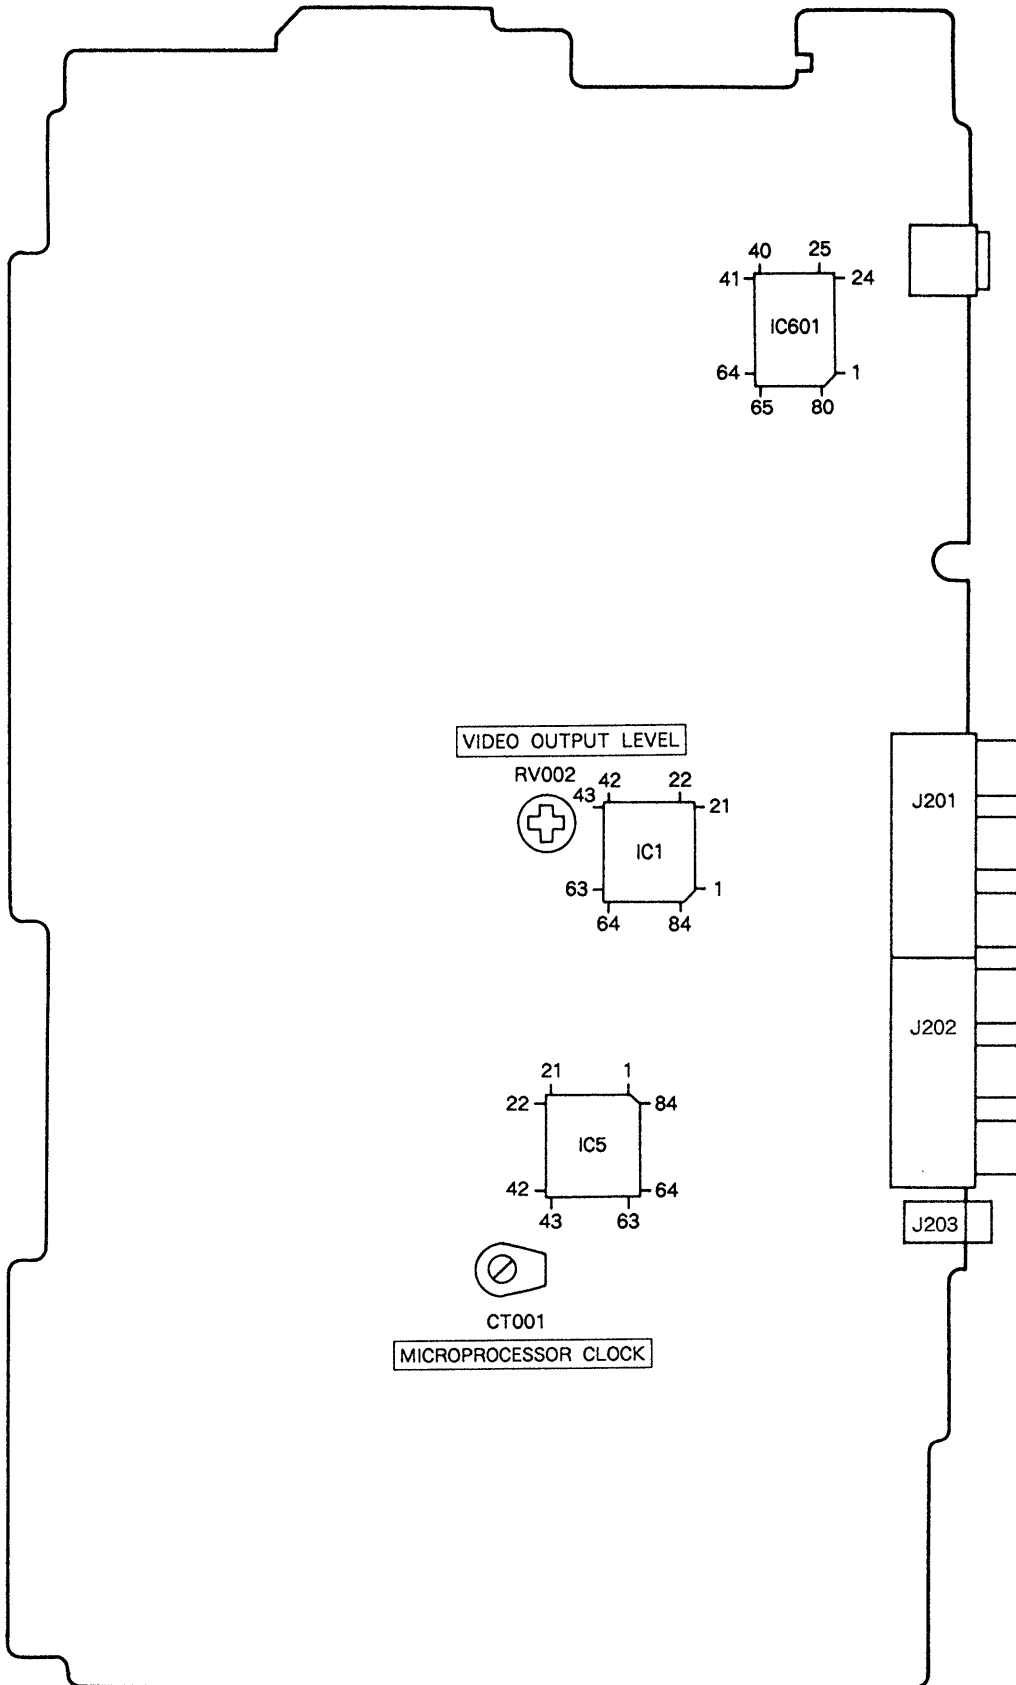 40 25
41 24
IC601
64 1
65 80
VIDEO OUTPUT LEVEL
RV002 42 22
43 21
J201
IC1
63 1
64 84
J202
21 1
22 84
IC5
42 64
43 63
J203
CT001
MICROPROCESSOR CLOCK